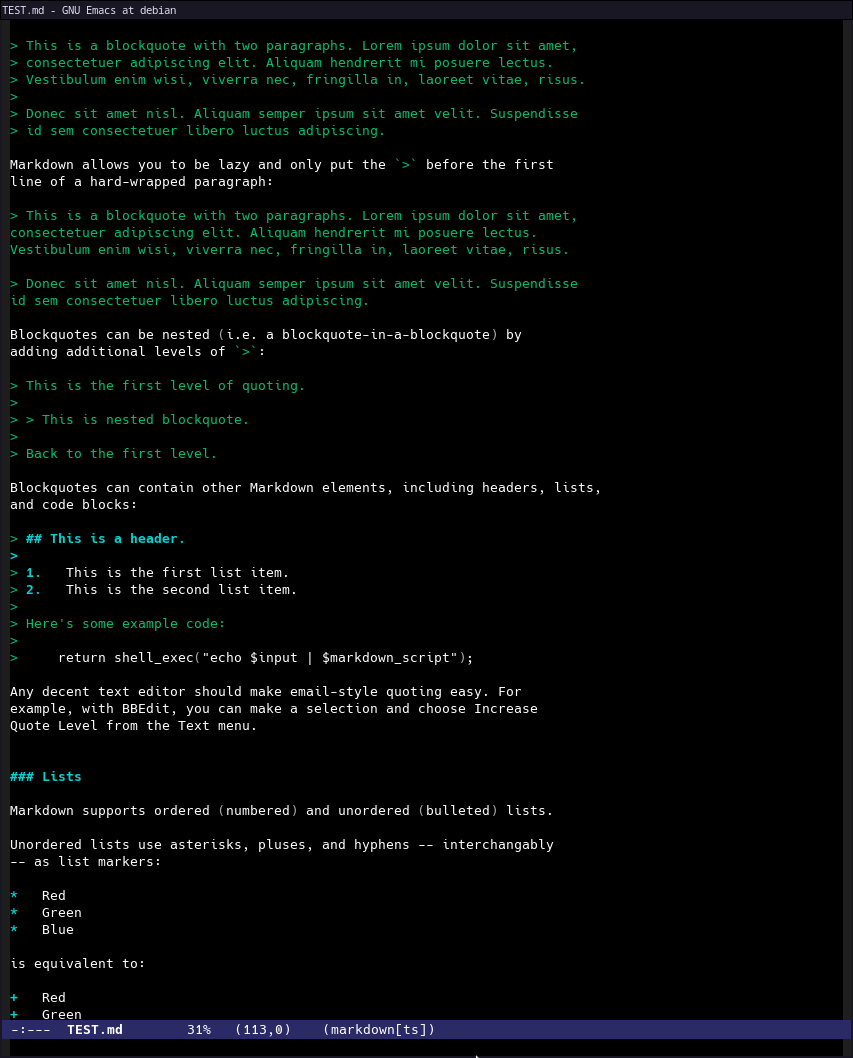 TEST.md - GNU Emacs at debian
> This is a blockquote with two paragraphs. Lorem ipsum dolor sit amet,
> consectetuer adipiscing elit. Aliquam hendrerit mi posuere lectus.
> Vestibulum enim wisi, viverra nec, fringilla in, laoreet vitae, risus.
>
> Donec sit amet nisl. Aliquam semper ipsum sit amet velit. Suspendisse
> id sem consectetuer libero luctus adipiscing.
Markdown allows you to be lazy and only put the `>` before the first
line of a hard-wrapped paragraph:
> This is a blockquote with two paragraphs. Lorem ipsum dolor sit amet,
consectetuer adipiscing elit. Aliquam hendrerit mi posuere lectus.
Vestibulum enim wisi, viverra nec, fringilla in, laoreet vitae, risus.
> Donec sit amet nisl. Aliquam semper ipsum sit amet velit. Suspendisse
id sem consectetuer libero luctus adipiscing.
Blockquotes can be nested (i.e. a blockquote-in-a-blockquote) by
adding additional levels of `>`:
> This is the first level of quoting.
>
> > This is nested blockquote.
>
> Back to the first level.
Blockquotes can contain other Markdown elements, including headers, lists,
and code blocks:
> ## This is a header.
>
> 1.   This is the first list item.
> 2.   This is the second list item.
>
> Here's some example code:
>
>     return shell_exec("echo $input | $markdown_script");
Any decent text editor should make email-style quoting easy. For
example, with BBEdit, you can make a selection and choose Increase
Quote Level from the Text menu.
### Lists
Markdown supports ordered (numbered) and unordered (bulleted) lists.
Unordered lists use asterisks, pluses, and hyphens -- interchangably
-- as list markers:
*   Red
*   Green
*   Blue
is equivalent to:
+   Red
+   Green
-:---  TEST.md        31%   (113,0)    (markdown[ts])